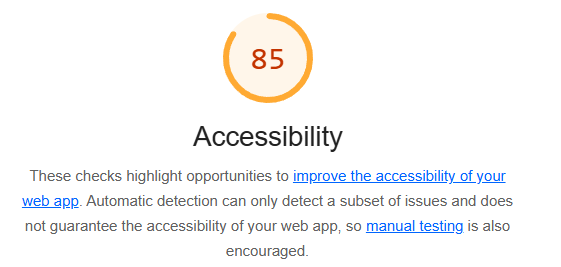 85
Accessibility
These checks highlight opportunities to improve the accessibility of your
web app. Automatic detection can only detect a subset of issues and does
not guarantee the accessibility of your web app, so manual testing is also
encouraged.